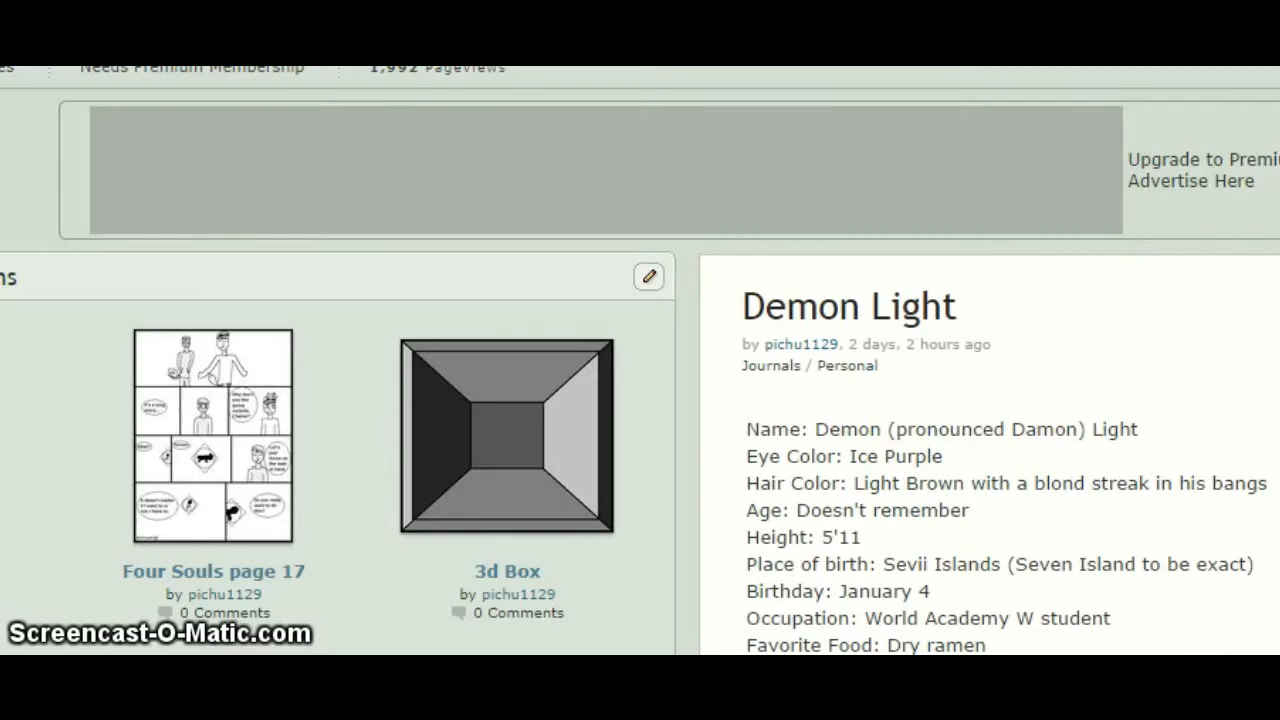 Needs Premium Membership
1,992 Pageviews
Upgrade to
Advertise Here
Demon Light
by pichu1129, 2 days, 2 hours ago
Journals / Personal
Name: Demon (pronounced Damon) Light
Eye Color: Ice Purple
Hair Color: Light Brown with a blond streak in his bangs
Age: Doesn't remember
Height: 5'11
Place of birth: Sevii Islands (Seven Island to be exact)
Birthday: January 4
Occupation: World Academy W student
Favorite Food: Dry ramen
Four Souls page 17
by pichu1129
0 Comments
3d Box
by pichu1129
0 Comments
Screencast-O-Matic.com